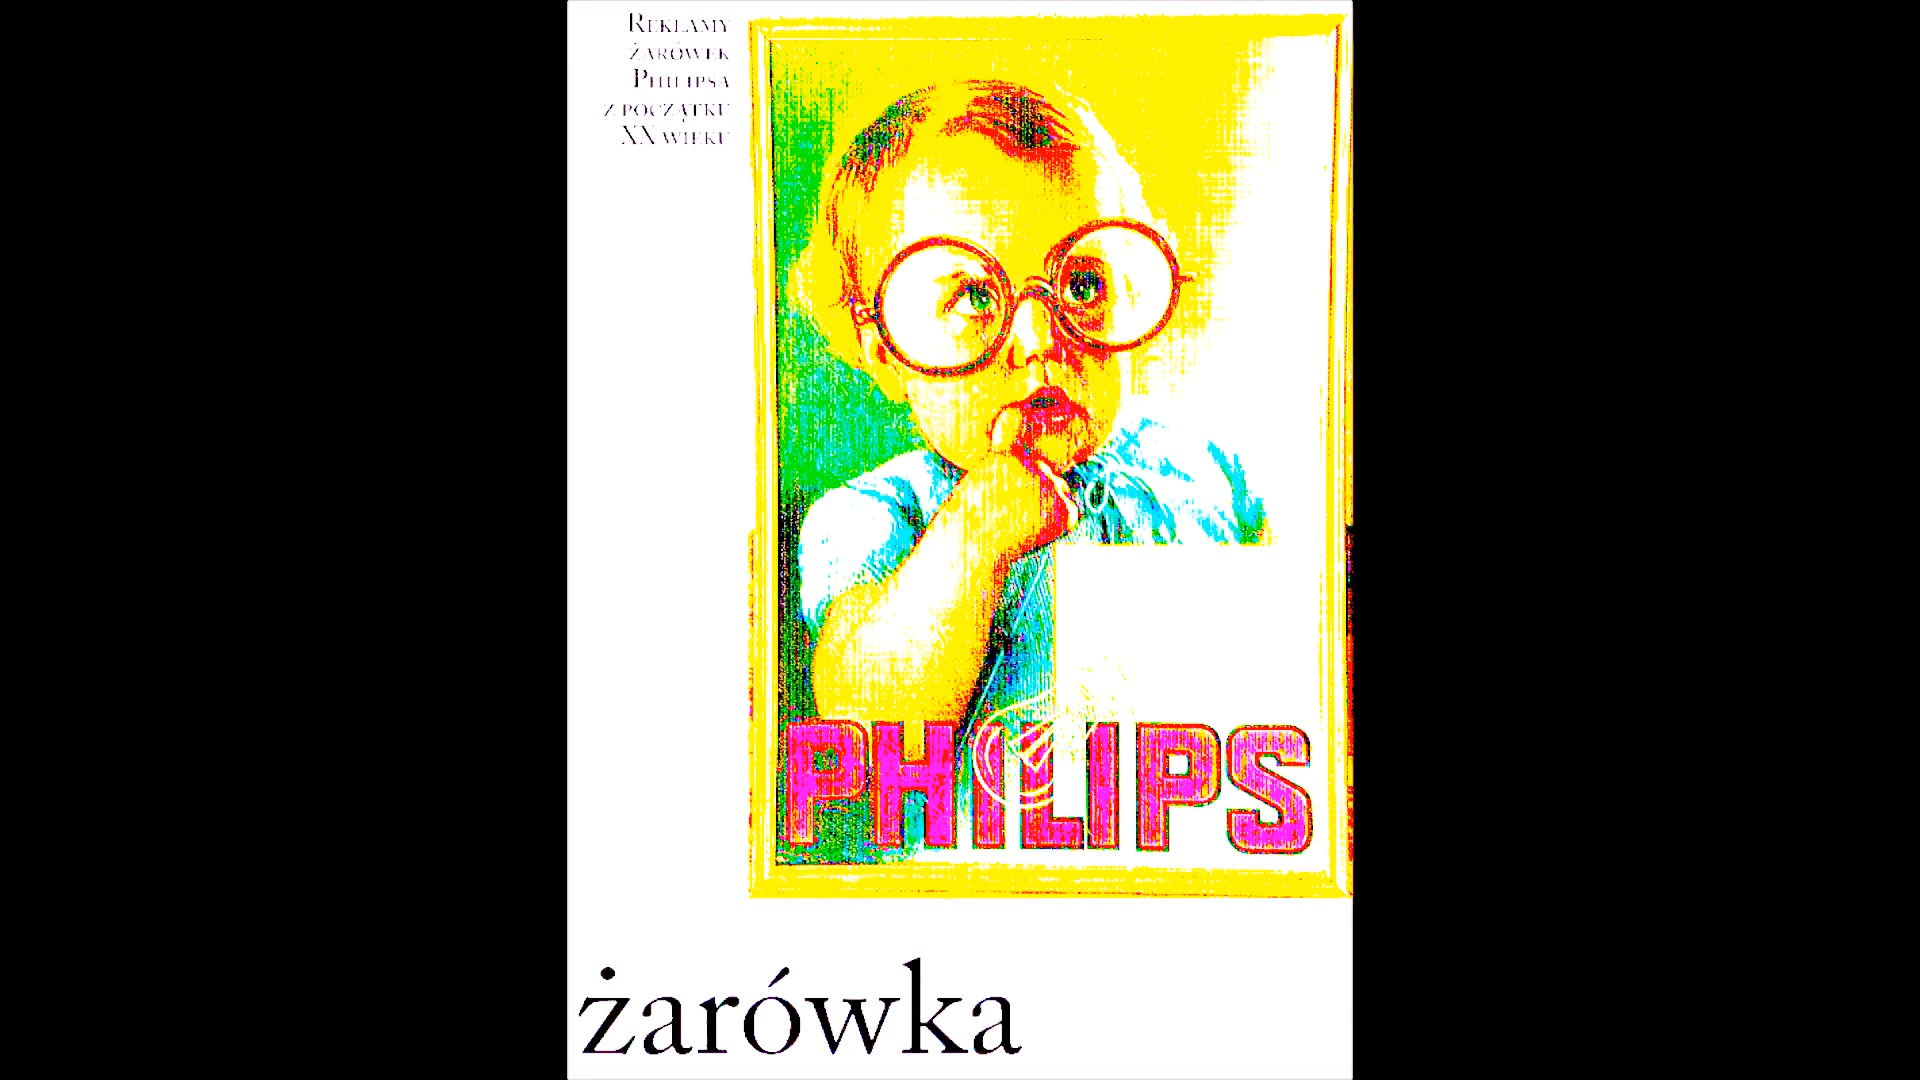 Reklamy
żarówek
Philipsa
z początku
XX wieku
PHILIPS
żarówka